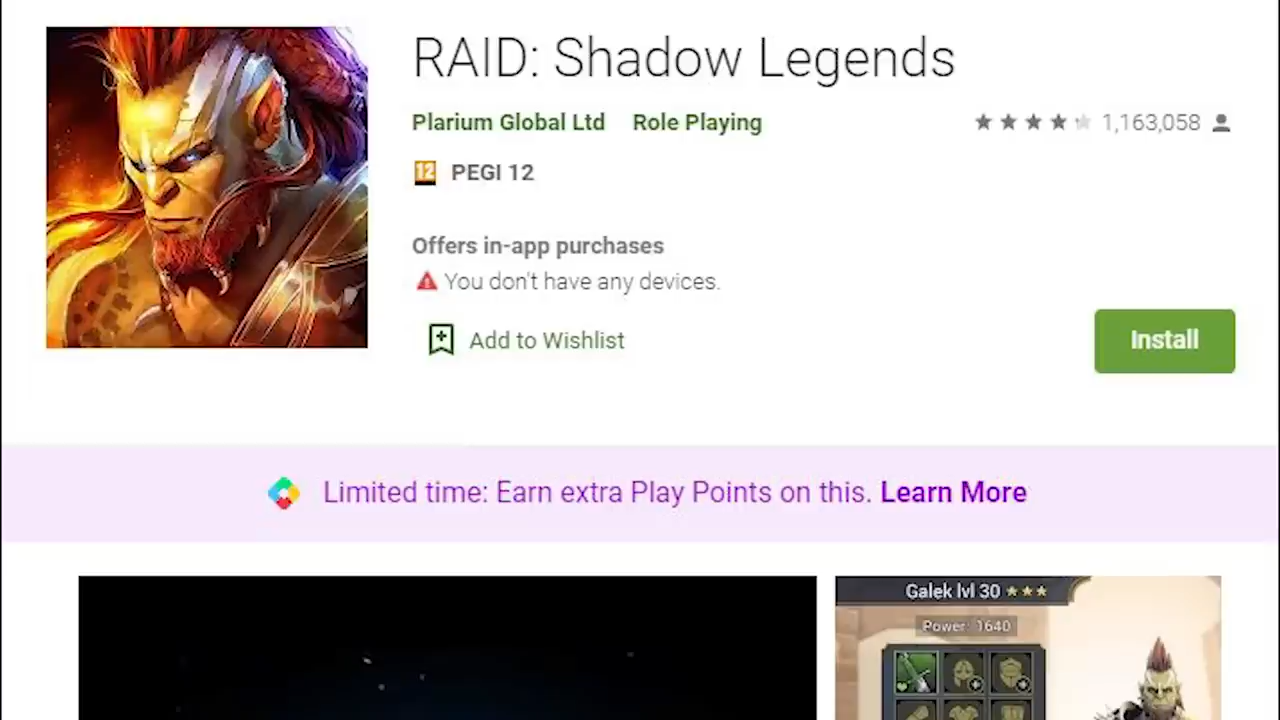 RAID: Shadow Legends
Plarium Global Ltd Role Playing 1,163,058
12 PEGI 12
Offers in-app purchases
You don't have any devices.
Add to Wishlist
Install
Limited time: Earn extra Play Points on this. Learn More
Galek lvl 30
Power: 1640